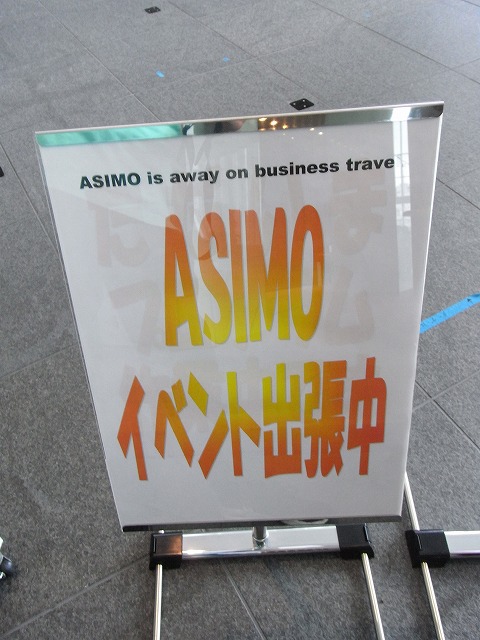 ASIMO is away on business trave
ASIMO
イベント出張中